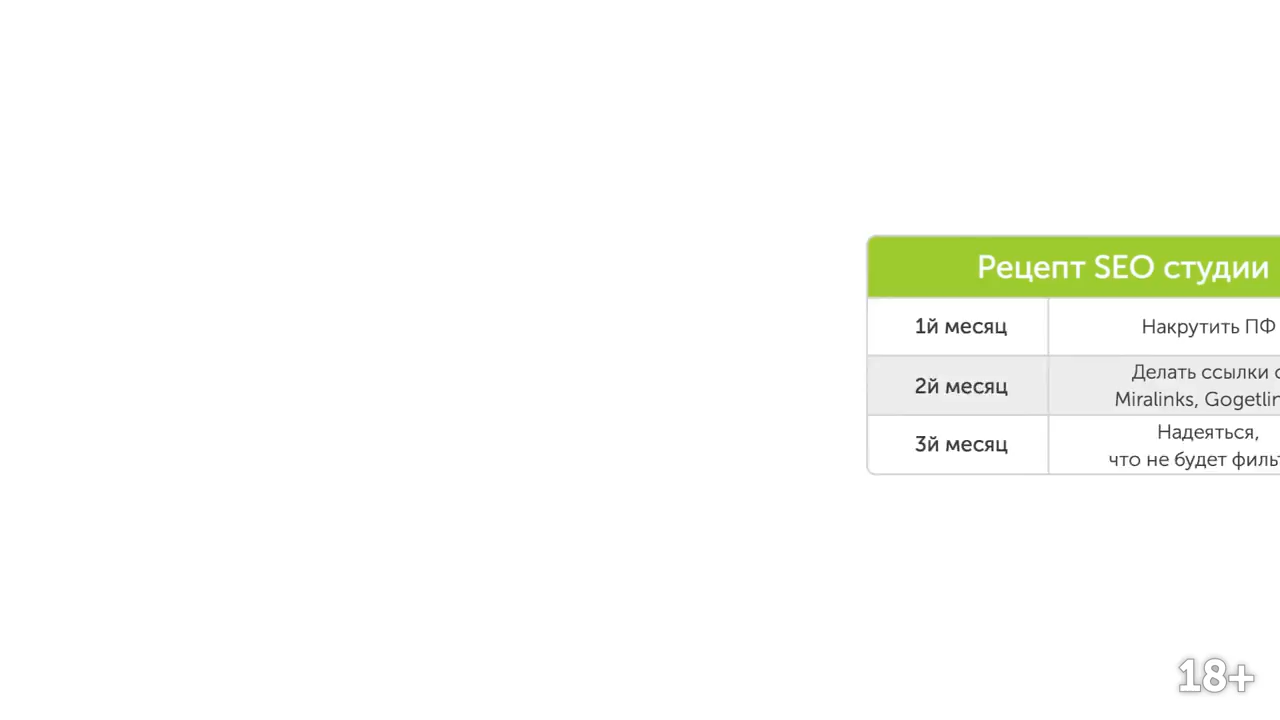 Рецепт SEO студии
1й месяц
Накрутить ПФ
2й месяц
Делать ссылки
Miralinks,
3й месяц
Надеяться,
что не будет
18+